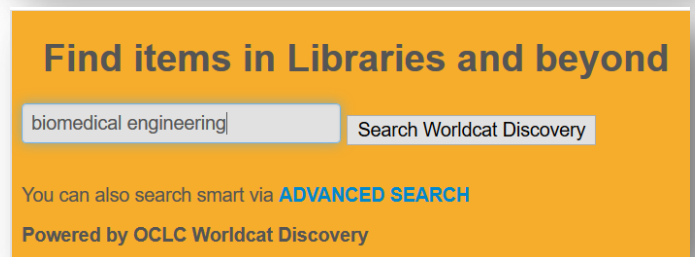 Find items in Libraries and beyond
biomedical engineering
Search Worldcat Discovery
You can also search smart via ADVANCED SEARCH
Powered by OCLC Worldcat Discovery